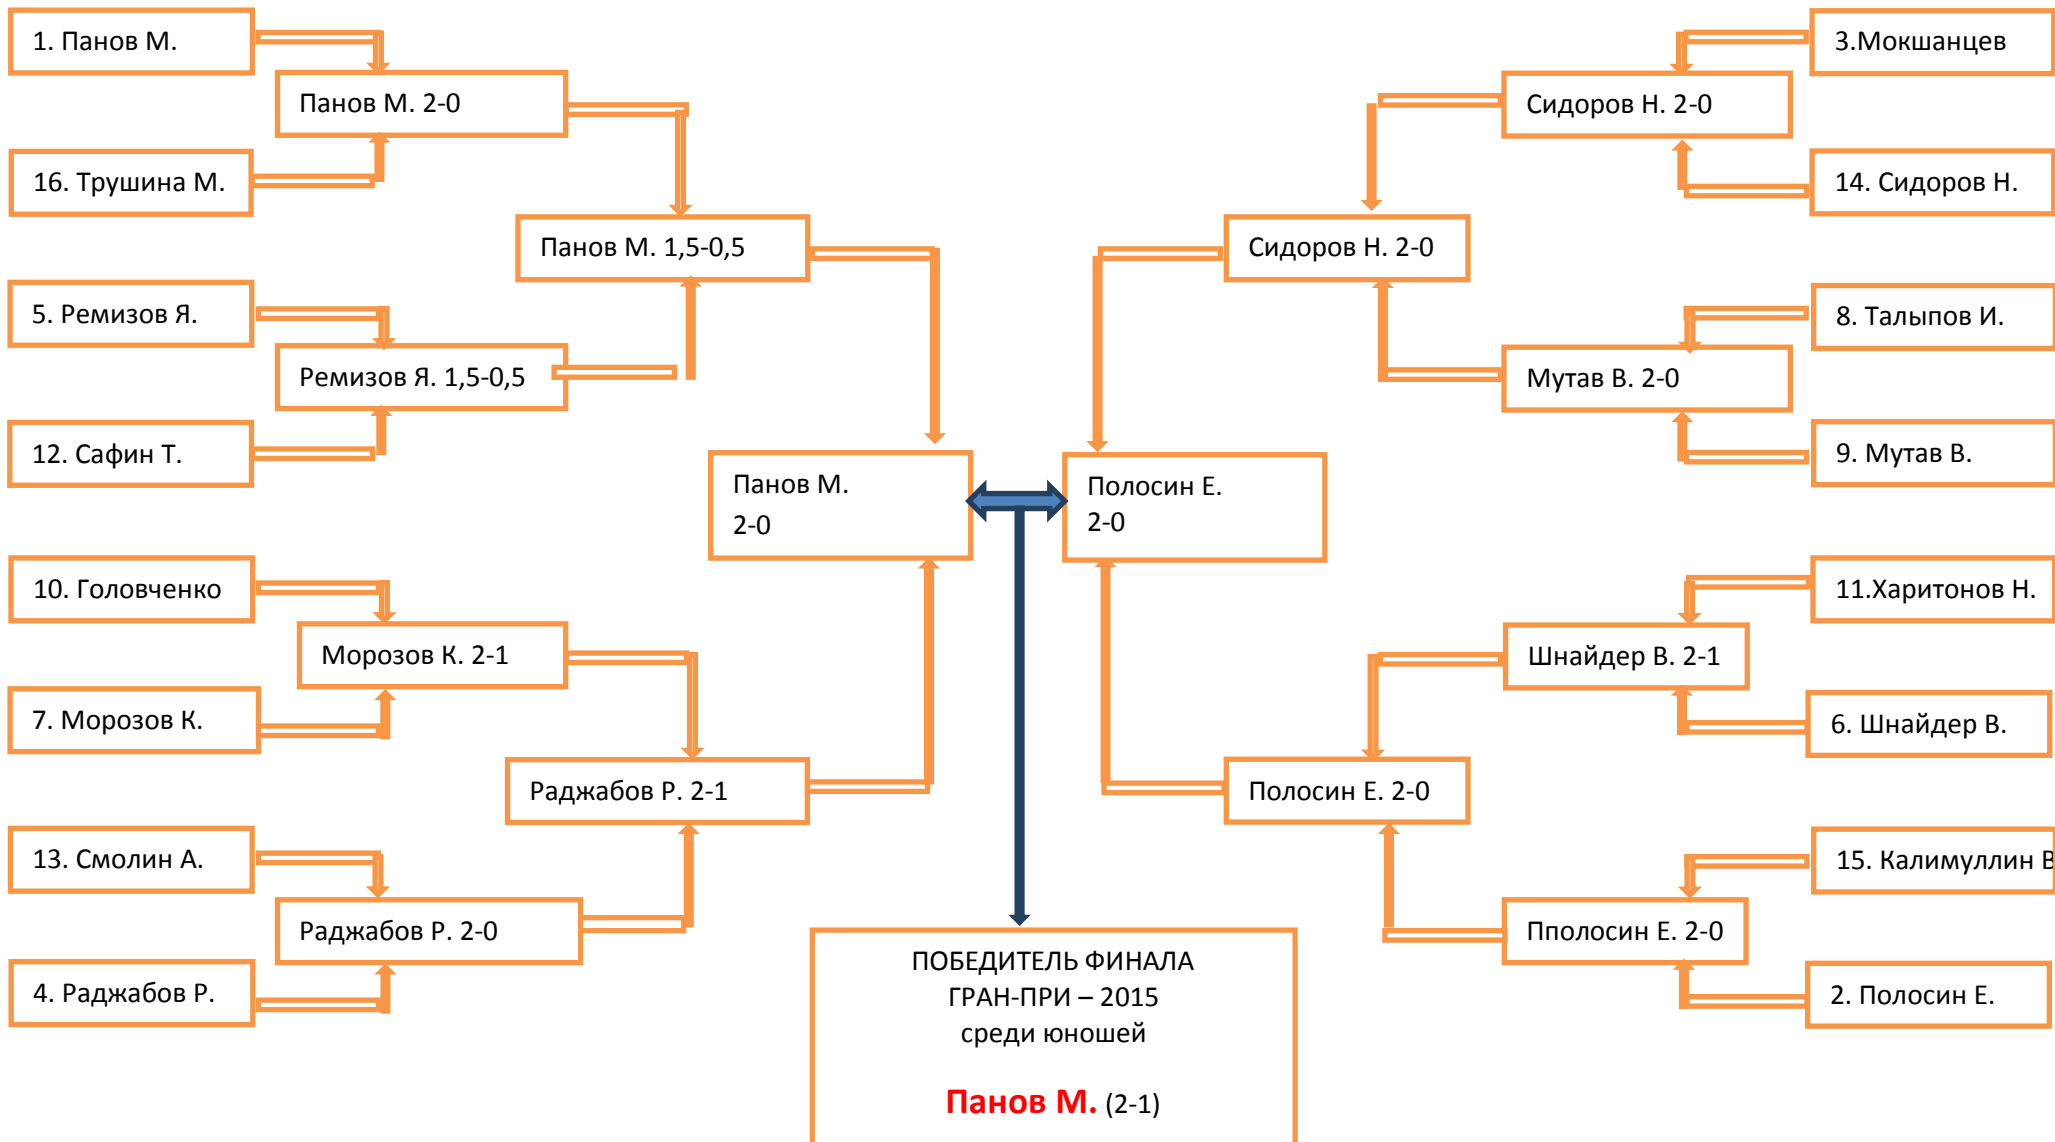 1. Панов М.
Панов М. 2-0
16. Трушина М.
Панов М. 1,5-0,5
5. Ремизов Я.
Ремизов Я. 1,5-0,5
12. Сафин Т.
Панов М.
2-0
10. Головченко
Морозов К. 2-1
7. Морозов К.
Раджабов Р. 2-1
13. Смолин А.
Раджабов Р. 2-0
4. Раджабов Р.
3.Мокшанцев
Сидоров Н. 2-0
14. Сидоров Н.
Сидоров Н. 2-0
8. Талыпов И.
Мутав В. 2-0
9. Мутав В.
Полосин Е.
2-0
11.Харитонов Н.
Шнайдер В. 2-1
6. Шнайдер В.
Полосин Е. 2-0
15. Калимуллин В
Пполосин Е. 2-0
2. Полосин Е.
ПОБЕДИТЕЛЬ ФИНАЛА
ГРАН-ПРИ – 2015
среди юношей
Панов М. (2-1)